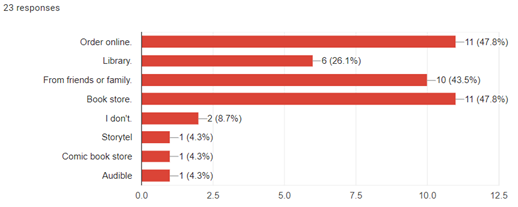 23 responses
Order online. 11 (47.8%)
Library. 6 (26.1%)
From friends or family. 10 (43.5%)
Book store. 11 (47.8%)
I don't. 2 (8.7%)
Storytel 1 (4.3%)
Comic book store 1 (4.3%)
Audible 1 (4.3%)
0.0 2.5 5.0 7.5 10.0 12.5